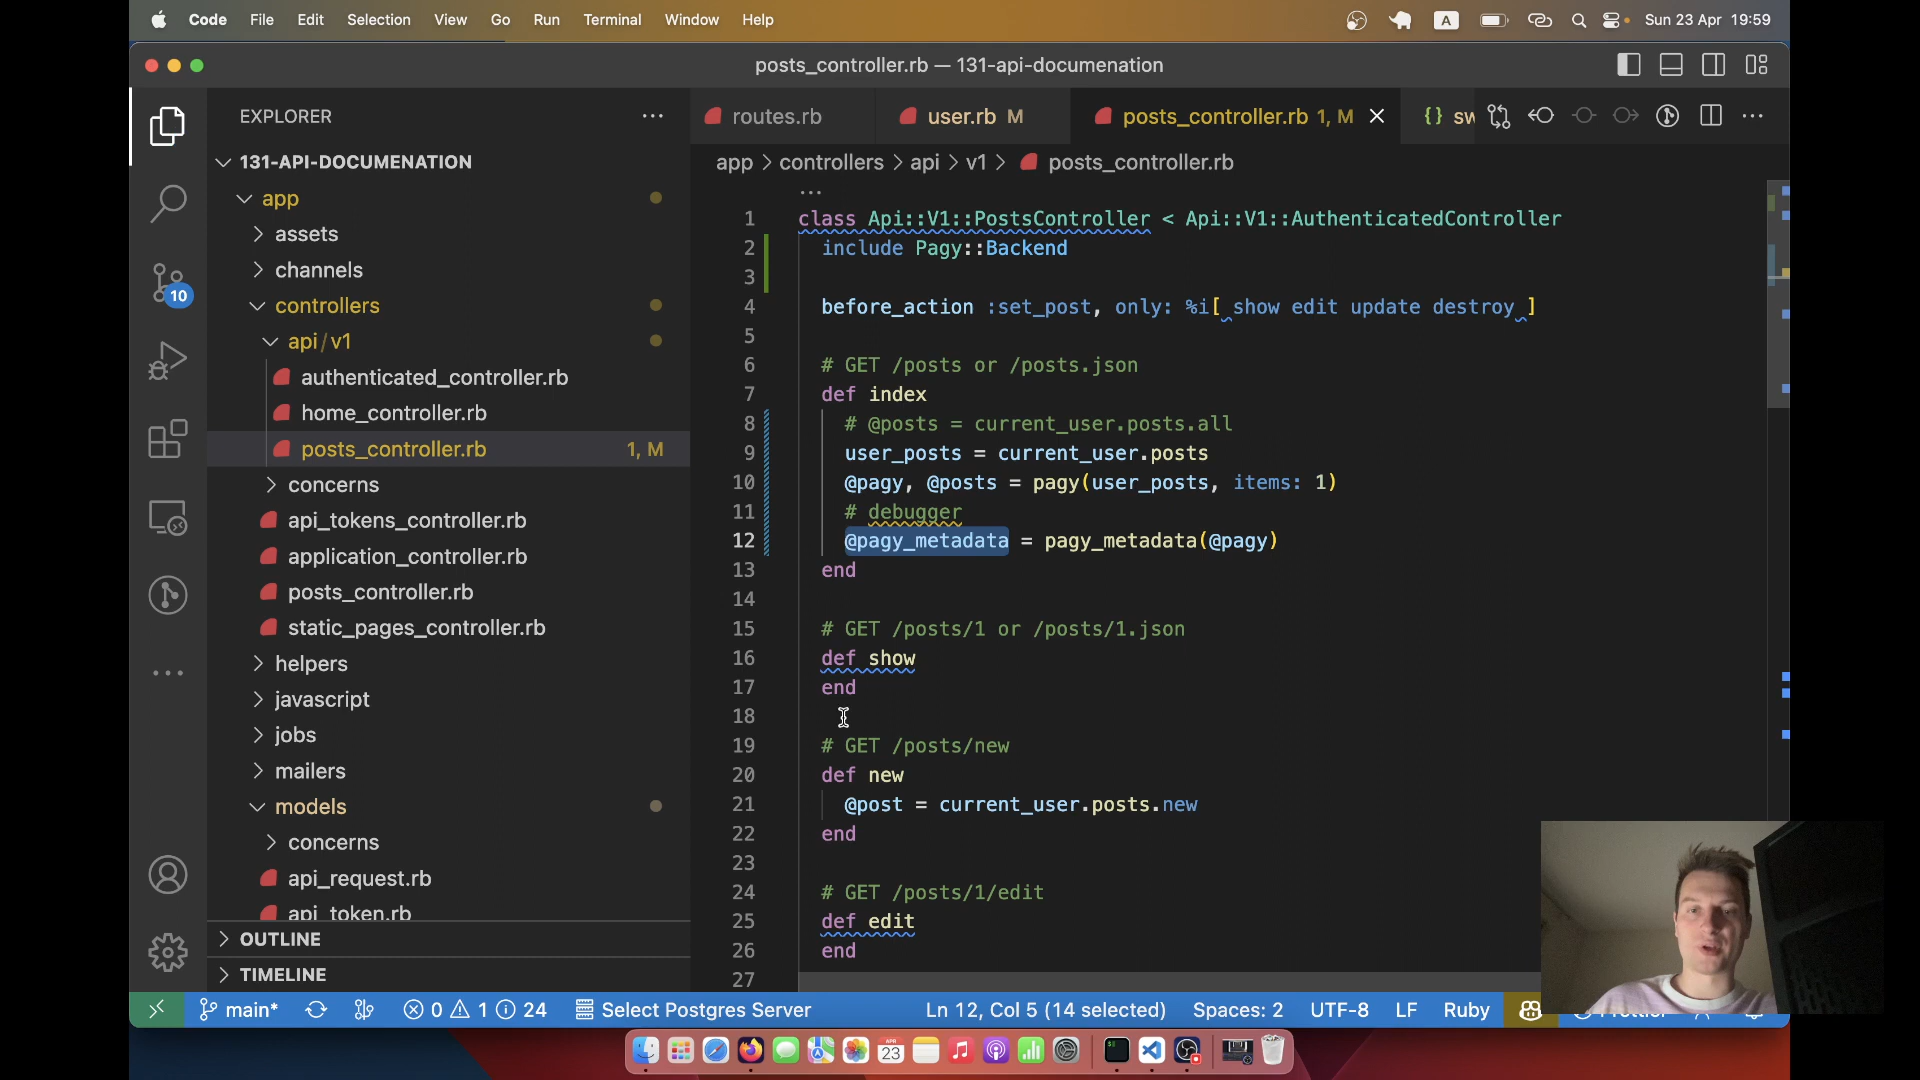 Code File Edit Selection View Go Run Terminal Window Help A Sun 23 Apr 19:59
posts_controller.rb — 131-api-documenation
EXPLORER
routes.rb
user.rb M
posts_controller.rb 1, M
{} sw
131-API-DOCUMENATION
app > controllers > api > v1 > posts_controller.rb
app
assets
channels
controllers
api/v1
authenticated_controller.rb
home_controller.rb
posts_controller.rb 1, M
concerns
api_tokens_controller.rb
application_controller.rb
posts_controller.rb
static_pages_controller.rb
helpers
javascript
jobs
mailers
models
concerns
api_request.rb
api_token.rb
OUTLINE
TIMELINE
10
...
1 class Api::V1::PostsController < Api::V1::AuthenticatedController
2 include Pagy::Backend
3
4 before_action :set_post, only: %i[ show edit update destroy ]
5
6 # GET /posts or /posts.json
7 def index
8 # @posts = current_user.posts.all
9 user_posts = current_user.posts
10 @pagy, @posts = pagy(user_posts, items: 1)
11 # debugger
12 @pagy_metadata = pagy_metadata(@pagy)
13 end
14
15 # GET /posts/1 or /posts/1.json
16 def show
17 end
18
19 # GET /posts/new
20 def new
21 @post = current_user.posts.new
22 end
23
24 # GET /posts/1/edit
25 def edit
26 end
27
main* 0 1 24 Select Postgres Server Ln 12, Col 5 (14 selected) Spaces: 2 UTF-8 LF Ruby
APR
23